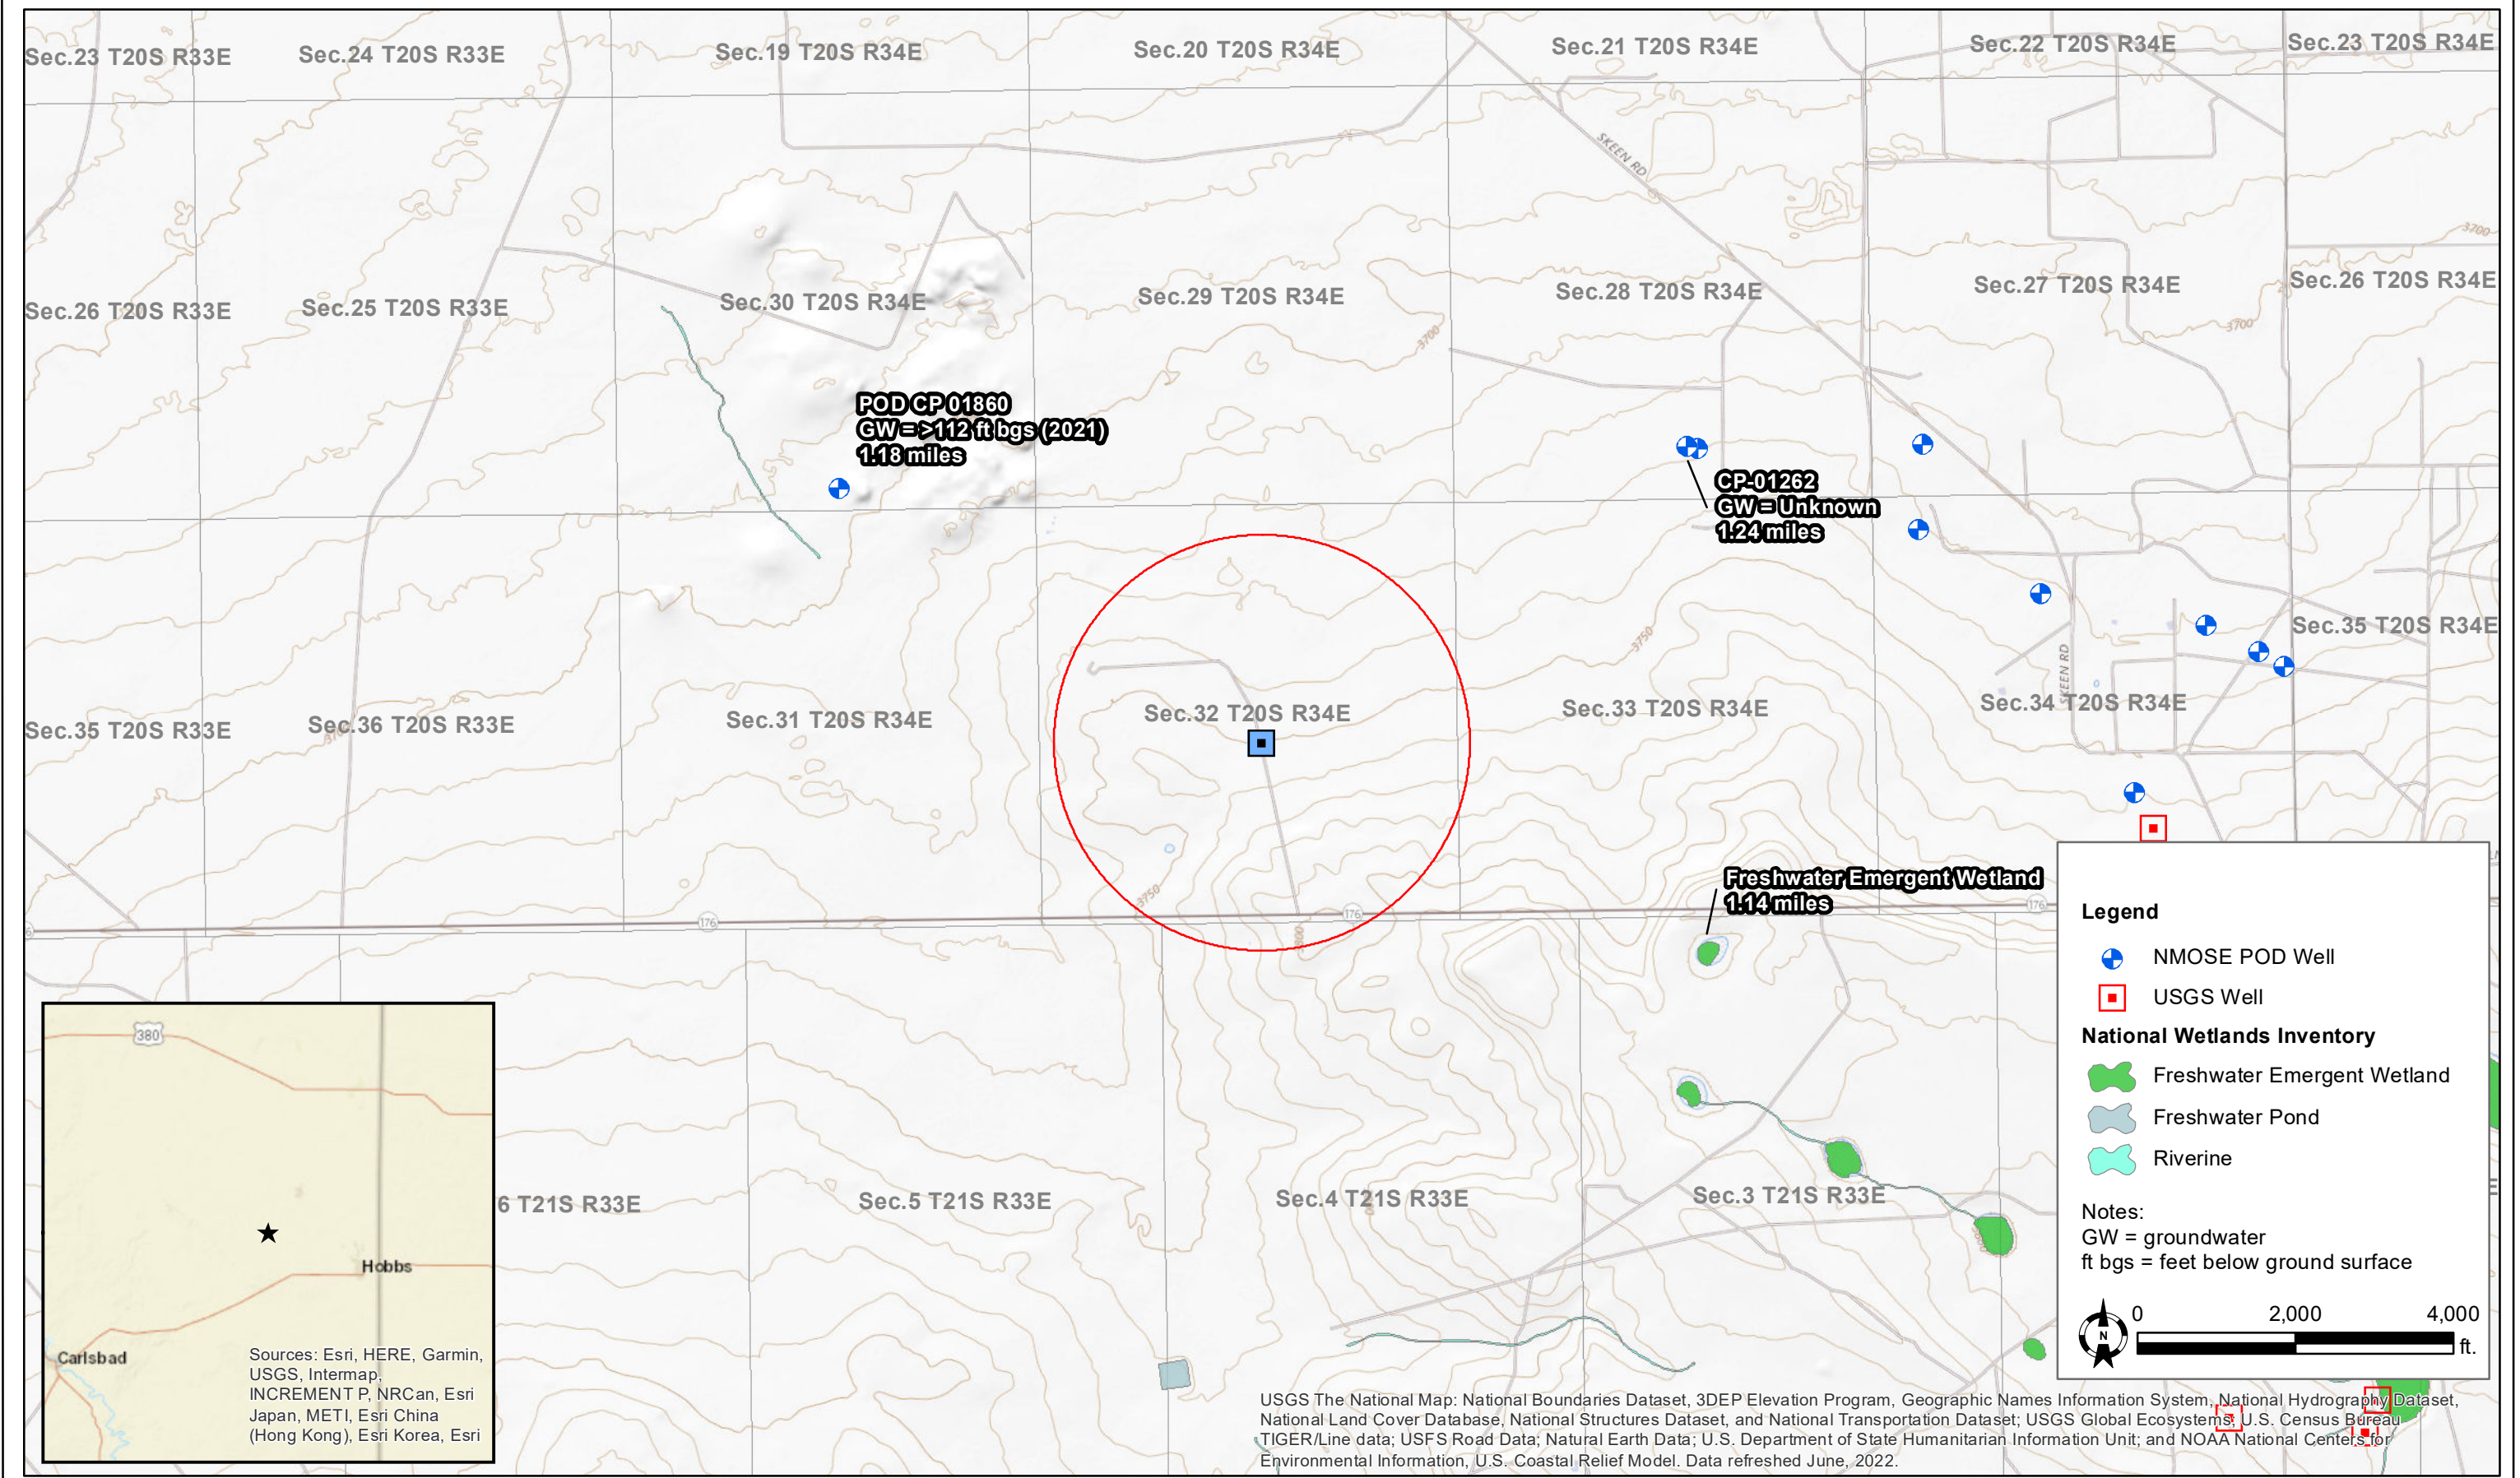 Sec.23 T20S R33E
Sec.24 T20S R33E
Sec.19 T20S R34E
Sec.20 T20S R34E
Sec.21 T20S R34E
Sec.22 T20S R34E
Sec.23 T20S R34E
SKEEN RD
3700
Sec.26 T20S R33E
Sec.25 T20S R33E
Sec.30 T20S R34E
Sec.29 T20S R34E
Sec.28 T20S R34E
Sec.27 T20S R34E
Sec.26 T20S R34E
3700
3700
POD CP 01860
GW = >112 ft bgs (2021)
1.18 miles
CP-01262
GW = Unknown
1.24 miles
3750
SKEEN RD
Sec.35 T20S R34E
Sec.35 T20S R33E
Sec.36 T20S R33E
Sec.31 T20S R34E
Sec.32 T20S R34E
Sec.33 T20S R34E
Sec.34 T20S R34E
3750
Freshwater Emergent Wetland
1.14 miles
176
176
176
6 T21S R33E
Sec.5 T21S R33E
Sec.4 T21S R33E
Sec.3 T21S R33E
380
Hobbs
Carlsbad
Sources: Esri, HERE, Garmin,
USGS, Intermap,
INCREMENT P, NRCan, Esri
Japan, METI, Esri China
(Hong Kong), Esri Korea, Esri
Legend
NMOSE POD Well
USGS Well
National Wetlands Inventory
Freshwater Emergent Wetland
Freshwater Pond
Riverine
Notes:
GW = groundwater
ft bgs = feet below ground surface
N
0 2,000 4,000
ft.
USGS The National Map: National Boundaries Dataset, 3DEP Elevation Program, Geographic Names Information System, National Hydrography Dataset,
National Land Cover Database, National Structures Dataset, and National Transportation Dataset; USGS Global Ecosystems; U.S. Census Bureau
TIGER/Line data; USFS Road Data; Natural Earth Data; U.S. Department of State Humanitarian Information Unit; and NOAA National Centers for
Environmental Information, U.S. Coastal Relief Model. Data refreshed June, 2022.